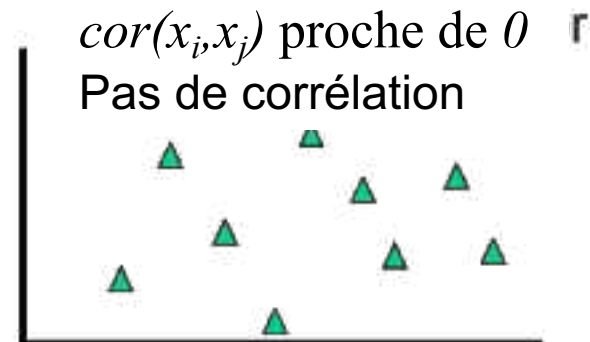 cor(xi,xj) proche de 0
r
Pas de corrélation